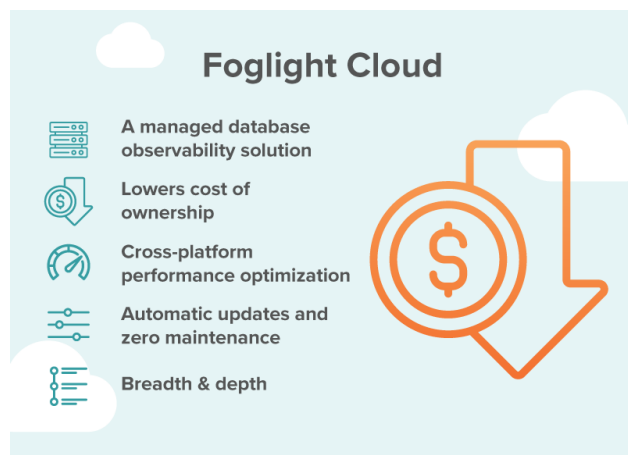 Foglight Cloud
A managed database
observability solution
Lowers cost of
ownership
Cross-platform
performance optimization
Automatic updates and
zero maintenance
Breadth & depth